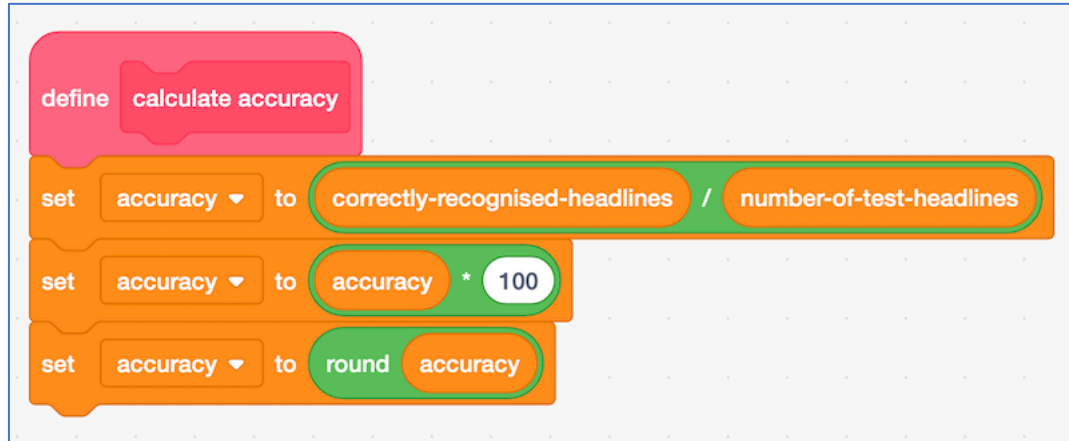 define calculate accuracy
set accuracy to correctly-recognised-headlines / number-of-test-headlines
set accuracy to accuracy * 100
set accuracy to round accuracy